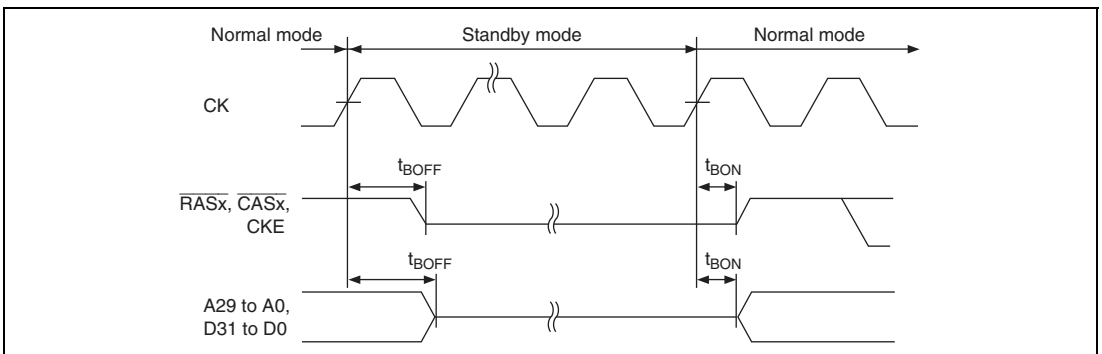 Normal mode Standby mode Normal mode
CK
tBOFF tBON
RASx, CASx,
CKE
tBOFF tBON
A29 to A0,
D31 to D0